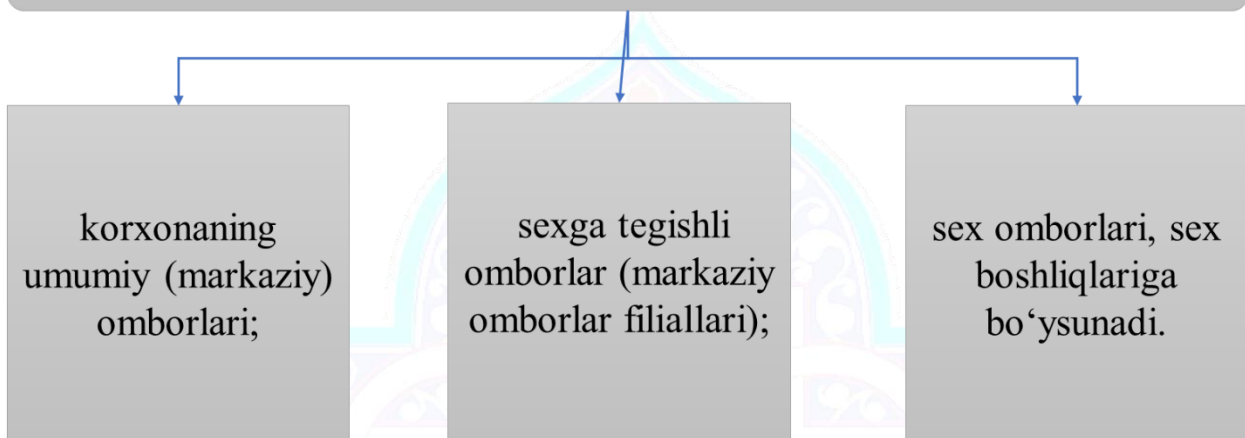 korxonaning
umumiy (markaziy)
omborlari;
sexga tegishli
omborlar (markaziy
omborlar filiallari);
sex omborlari, sex
boshliqlariga
bo‘ysunadi.